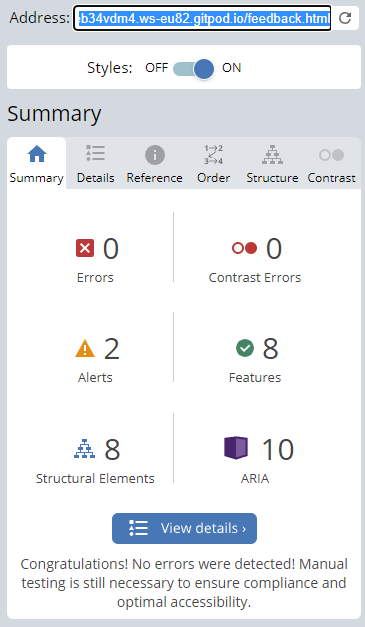 Address: eb34vdm4.ws-eu82.gitpod.io/feedback.html
Styles: OFF ON
Summary
Summary Details Reference Order Structure Contrast
0 0
Errors Contrast Errors
2 8
Alerts Features
8 10
Structural Elements ARIA
View details ›
Congratulations! No errors were detected! Manual
testing is still necessary to ensure compliance and
optimal accessibility.